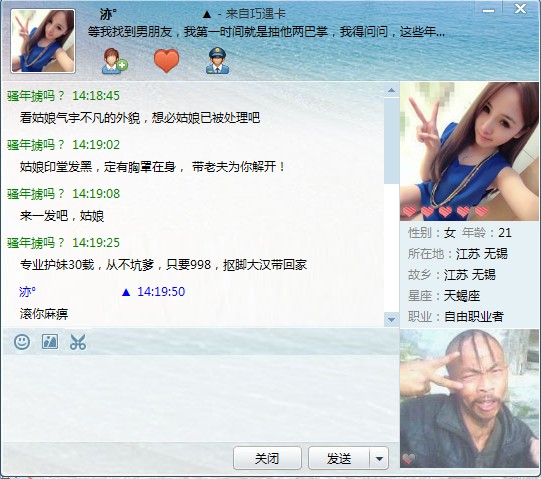 沵° ▲ - 来自巧遇卡
等我找到男朋友，我第一时间就是抽他两巴掌，我得问问，这些年...
骚年掳吗？ 14:18:45
看姑娘气宇不凡的外貌，想必姑娘已被处理吧
骚年掳吗？ 14:19:02
姑娘印堂发黑，定有胸罩在身， 带老夫为你解开！
骚年掳吗？ 14:19:08
来一发吧，姑娘
骚年掳吗？ 14:19:25
专业护妹30载，从不坑爹，只要998，抠脚大汉带回家
沵° ▲ 14:19:50
滚你麻痹
性别：女 年龄：21
所在地：江苏 无锡
故乡：江苏 无锡
星座：天蝎座
职业：自由职业者
关闭 发送